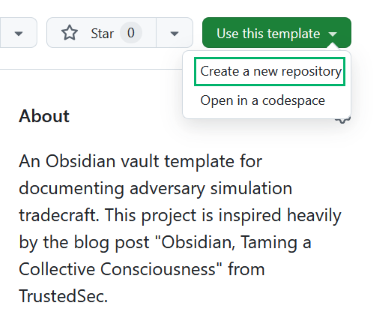 Star 0
Use this template
Create a new repository
Open in a codespace
About
An Obsidian vault template for
documenting adversary simulation
tradecraft. This project is inspired heavily
by the blog post "Obsidian, Taming a
Collective Consciousness" from
TrustedSec.